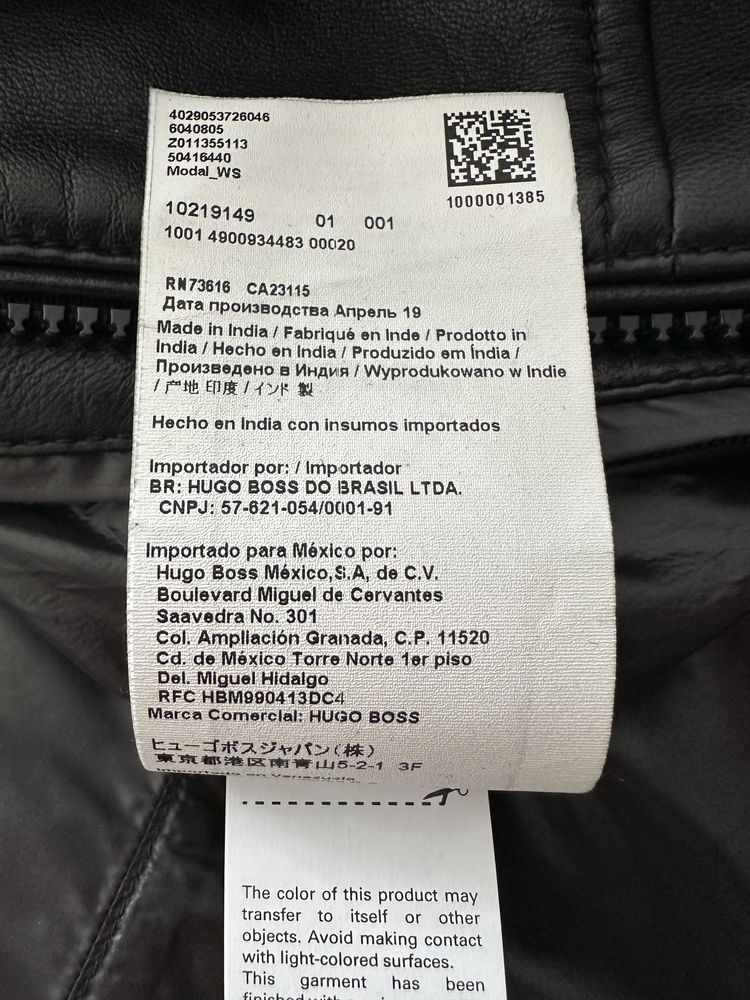 4029053726046
6040805
Z011355113
50416440
Modal_WS
1000001385
10219149 01 001
1001 4900934483 00020
RN73616 CA23115
Дата производства Апрель 19
Made in India / Fabriqué en Inde / Prodotto in
India / Hecho en India / Produzido em Índia /
Произведено в Индия / Wyprodukowano w Indie
/ 产地 印度 / インド 製
Hecho en India con insumos importados
Importador por: / Importador
BR: HUGO BOSS DO BRASIL LTDA.
CNPJ: 57-621-054/0001-91
Importado para México por:
Hugo Boss México,S.A, de C.V.
Boulevard Miguel de Cervantes
Saavedra No. 301
Col. Ampliación Granada, C.P. 11520
Cd. de México Torre Norte 1er piso
Del. Miguel Hidalgo
RFC HBM990413DC4
Marca Comercial: HUGO BOSS
ヒューゴボスジャパン(株)
東京都港区南青山5-2-1 3F
Importado en Venezuela
The color of this product may
transfer to itself or other
objects. Avoid making contact
with light-colored surfaces.
This garment has been
finished with